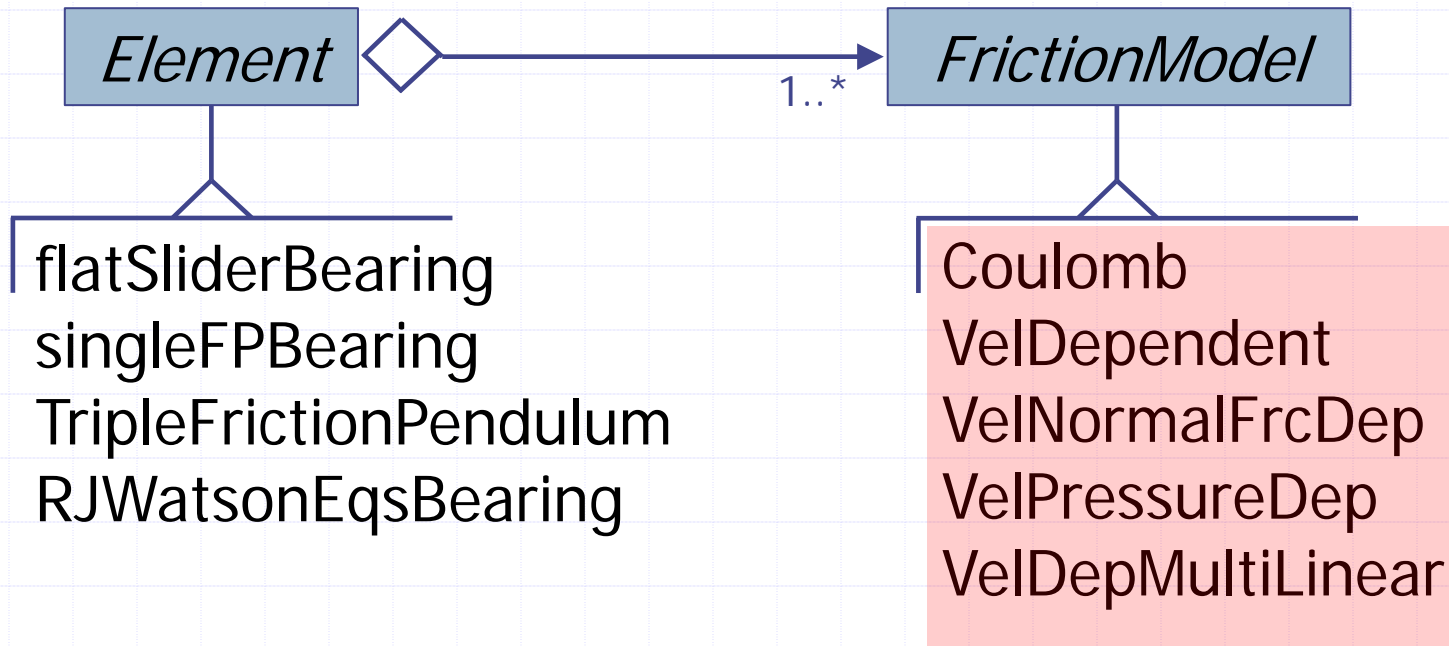 Element
1..*
FrictionModel
flatSliderBearing
singleFPBearing
TripleFrictionPendulum
RJWatsonEqsBearing
Coulomb
VelDependent
VelNormalFrcDep
VelPressureDep
VelDepMultiLinear